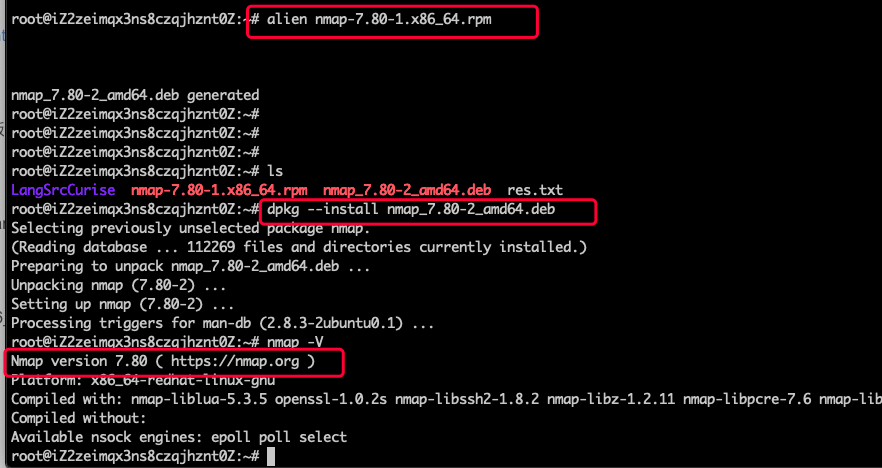 root@iZ2zeimqx3ns8czqjhznt0Z:~# alien nmap-7.80-1.x86_64.rpm
nmap_7.80-2_amd64.deb generated
root@iZ2zeimqx3ns8czqjhznt0Z:~#
root@iZ2zeimqx3ns8czqjhznt0Z:~#
root@iZ2zeimqx3ns8czqjhznt0Z:~#
root@iZ2zeimqx3ns8czqjhznt0Z:~# ls
LangSrcCurise  nmap-7.80-1.x86_64.rpm  nmap_7.80-2_amd64.deb  res.txt
root@iZ2zeimqx3ns8czqjhznt0Z:~# dpkg --install nmap_7.80-2_amd64.deb
Selecting previously unselected package nmap.
(Reading database ... 112269 files and directories currently installed.)
Preparing to unpack nmap_7.80-2_amd64.deb ...
Unpacking nmap (7.80-2) ...
Setting up nmap (7.80-2) ...
Processing triggers for man-db (2.8.3-2ubuntu0.1) ...
root@iZ2zeimqx3ns8czqjhznt0Z:~# nmap -V
Nmap version 7.80 ( https://nmap.org )
Platform: x86_64-redhat-linux-gnu
Compiled with: nmap-liblua-5.3.5 openssl-1.0.2s nmap-libssh2-1.8.2 nmap-libz-1.2.11 nmap-libpcre-7.6 nmap-lib
Compiled without:
Available nsock engines: epoll poll select
root@iZ2zeimqx3ns8czqjhznt0Z:~#